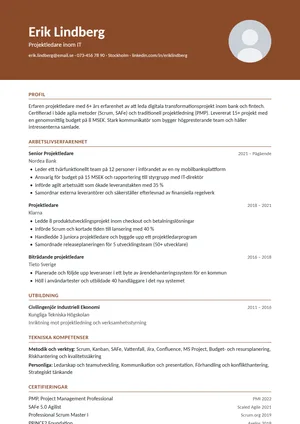 Erik Lindberg
Projektledare inom IT
erik.lindberg@email.se · 073-456 78 90 · Stockholm · linkedin.com/in/eriklindberg
PROFIL
Erfaren projektledare med 6+ års erfarenhet av att leda digitala transformationsprojekt inom bank och fintech.
Certifierad i både agila metoder (Scrum, SAFe) och traditionell projektledning (PMP). Levererat 15+ projekt med
en genomsnittlig budget på 8 MSEK. Stark kommunikatör som bygger högpresterande team och håller
intressenterna samlade.
ARBETSLIVSERFARENHET
Senior Projektledare 2021 – Pågående
Nordea Bank
• Leder ett tvärfunktionellt team på 12 personer i införandet av en ny mobilbanksplattform
• Ansvarig för budget på 15 MSEK och rapportering till styrgrupp med IT-direktör
• Införde agilt arbetssätt som ökade leveranstakten med 35 %
• Samordnar externa leverantörer och säkerställer efterlevnad av finansiella regelverk
Projektledare 2018 – 2021
Klarna
• Ledde 8 produktutvecklingsprojekt inom checkout och betalningslösningar
• Införde Scrum och kortade tiden till lansering med 40 %
• Handledde 3 juniora projektledare och byggde upp ett projektledarprogram
• Samordnade releaseplaneringen för 5 utvecklingsteam (50+ utvecklare)
Biträdande projektledare 2016 – 2018
Tieto Sverige
• Planerade och följde upp leveranser i ett byte av ärendehanteringssystem för en kommun
• Höll i användartester och utbildade 40 handläggare i det nya systemet
UTBILDNING
Civilingenjör Industriell Ekonomi 2011 – 2016
Kungliga Tekniska Högskolan
Inriktning mot projektledning och verksamhetsstyrning
TEKNISKA KOMPETENSER
Metodik och verktyg: Scrum, Kanban, SAFe, Vattenfall, Jira, Confluence, MS Project, Budget- och resursplanering,
Riskhantering och kvalitetssäkring
Personliga: Ledarskap och teamutveckling, Kommunikation och presentation, Förhandling och konflikthantering,
Strategiskt tänkande
CERTIFIERINGAR
PMP, Project Management Professional PMI 2022
SAFe 5.0 Agilist Scaled Agile 2021
Professional Scrum Master I Scrum.org 2019
PRINCE2 Foundation 2018